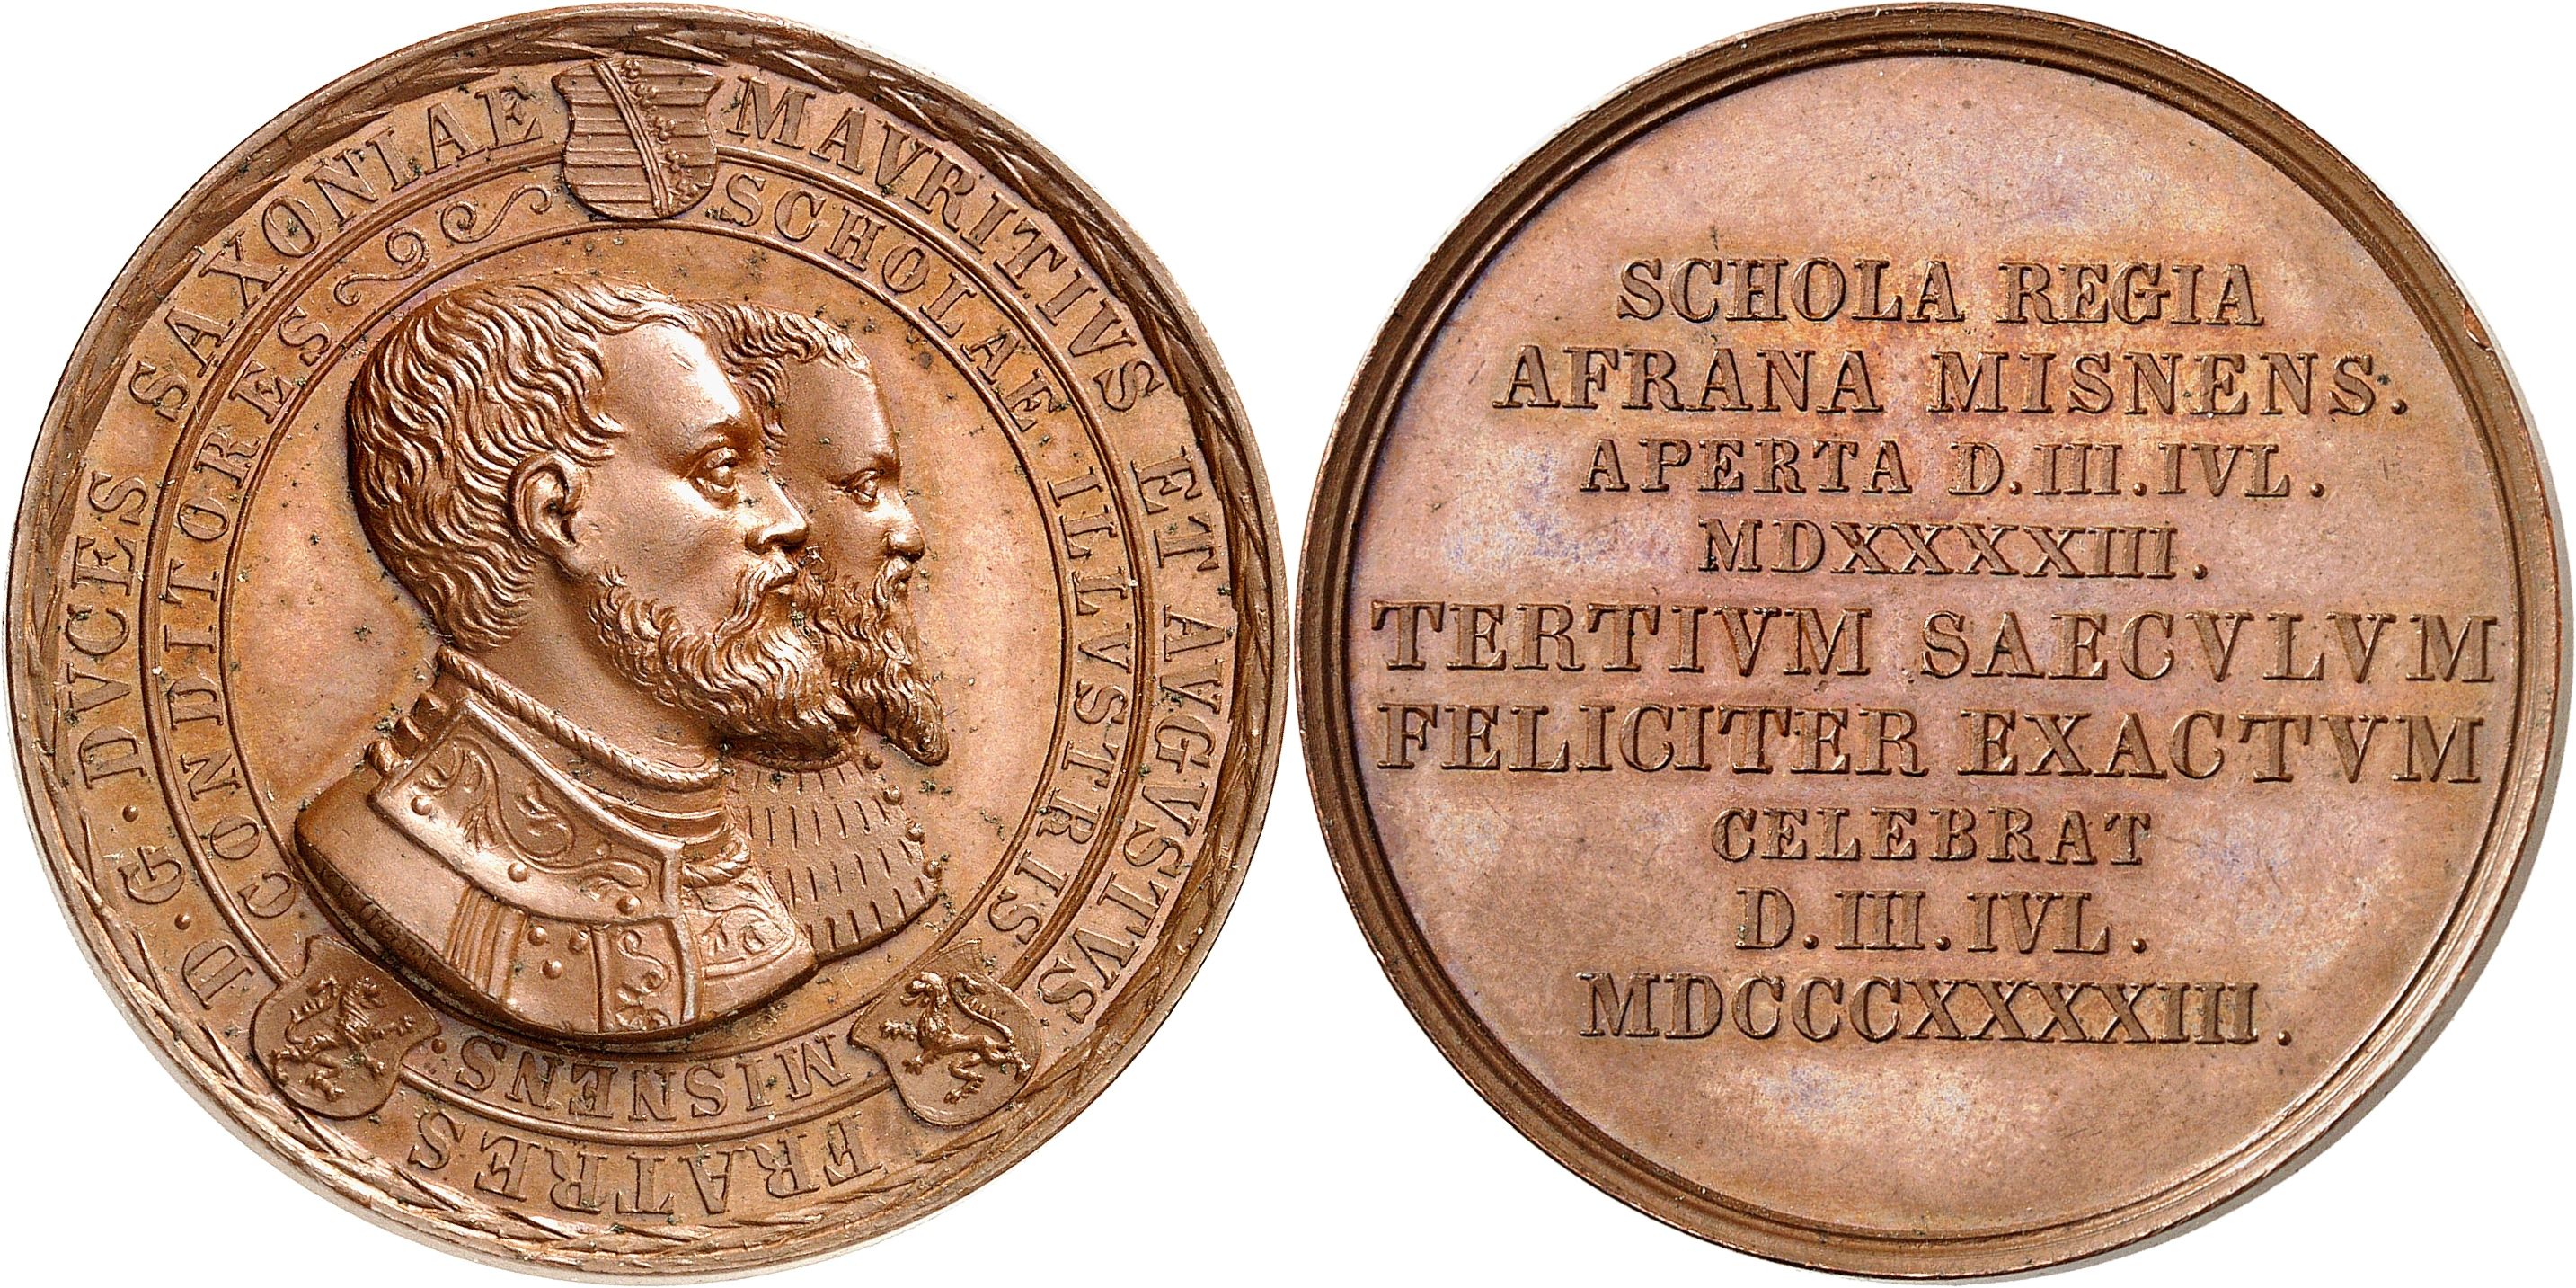 MAVRITIVS ET AVGVSTVS FRATRES D.G.DVCES SAXONIAE
SCHOLAE ILLVSTRIS MISNENS: CONDITORES
SCHOLA REGIA
AFRANA MISNENS.
APERTA D.III.IVL.
MDXXXXIII.
TERTIVM SAECVLVM
FELICITER EXACTVM
CELEBRAT
D.III.IVL.
MDCCCXXXXIII.